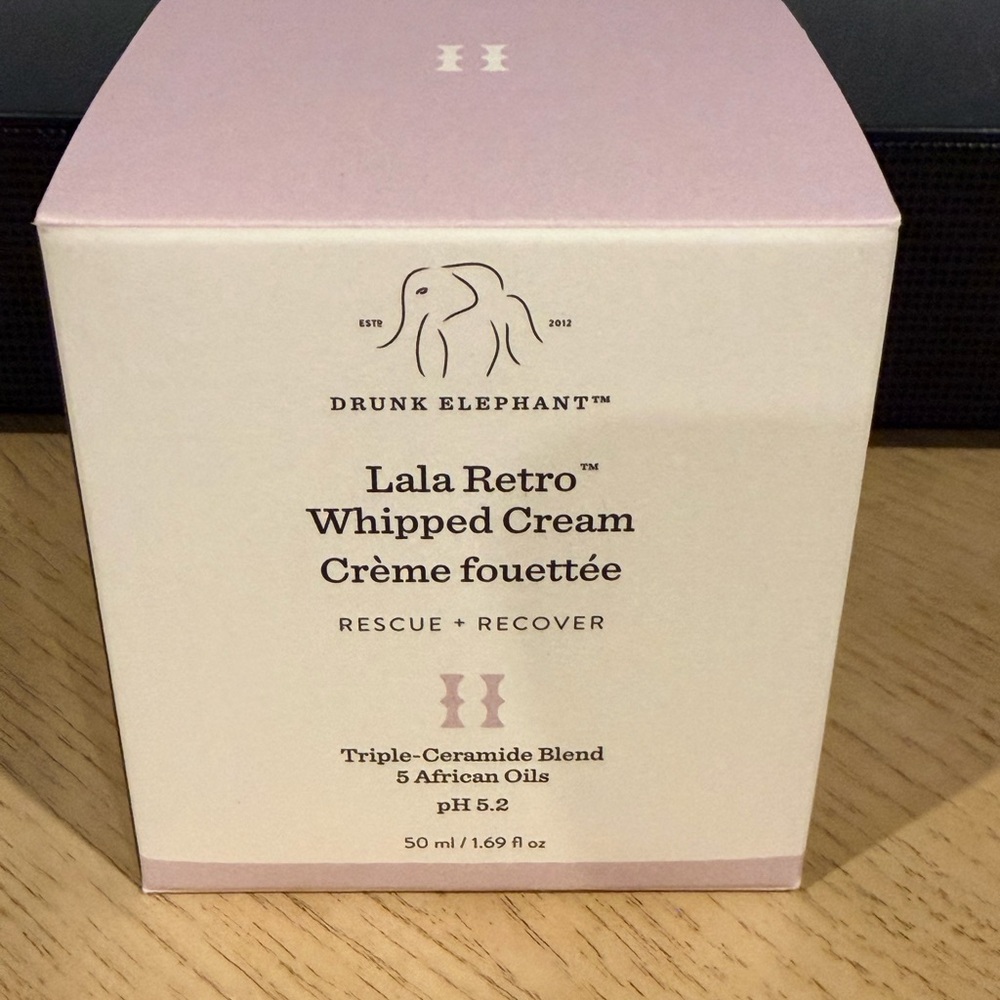 ESTD 2012
DRUNK ELEPHANT™
Lala Retro™
Whipped Cream
Crème fouettée
RESCUE + RECOVER
Triple-Ceramide Blend
5 African Oils
pH 5.2
50 ml / 1.69 fl oz